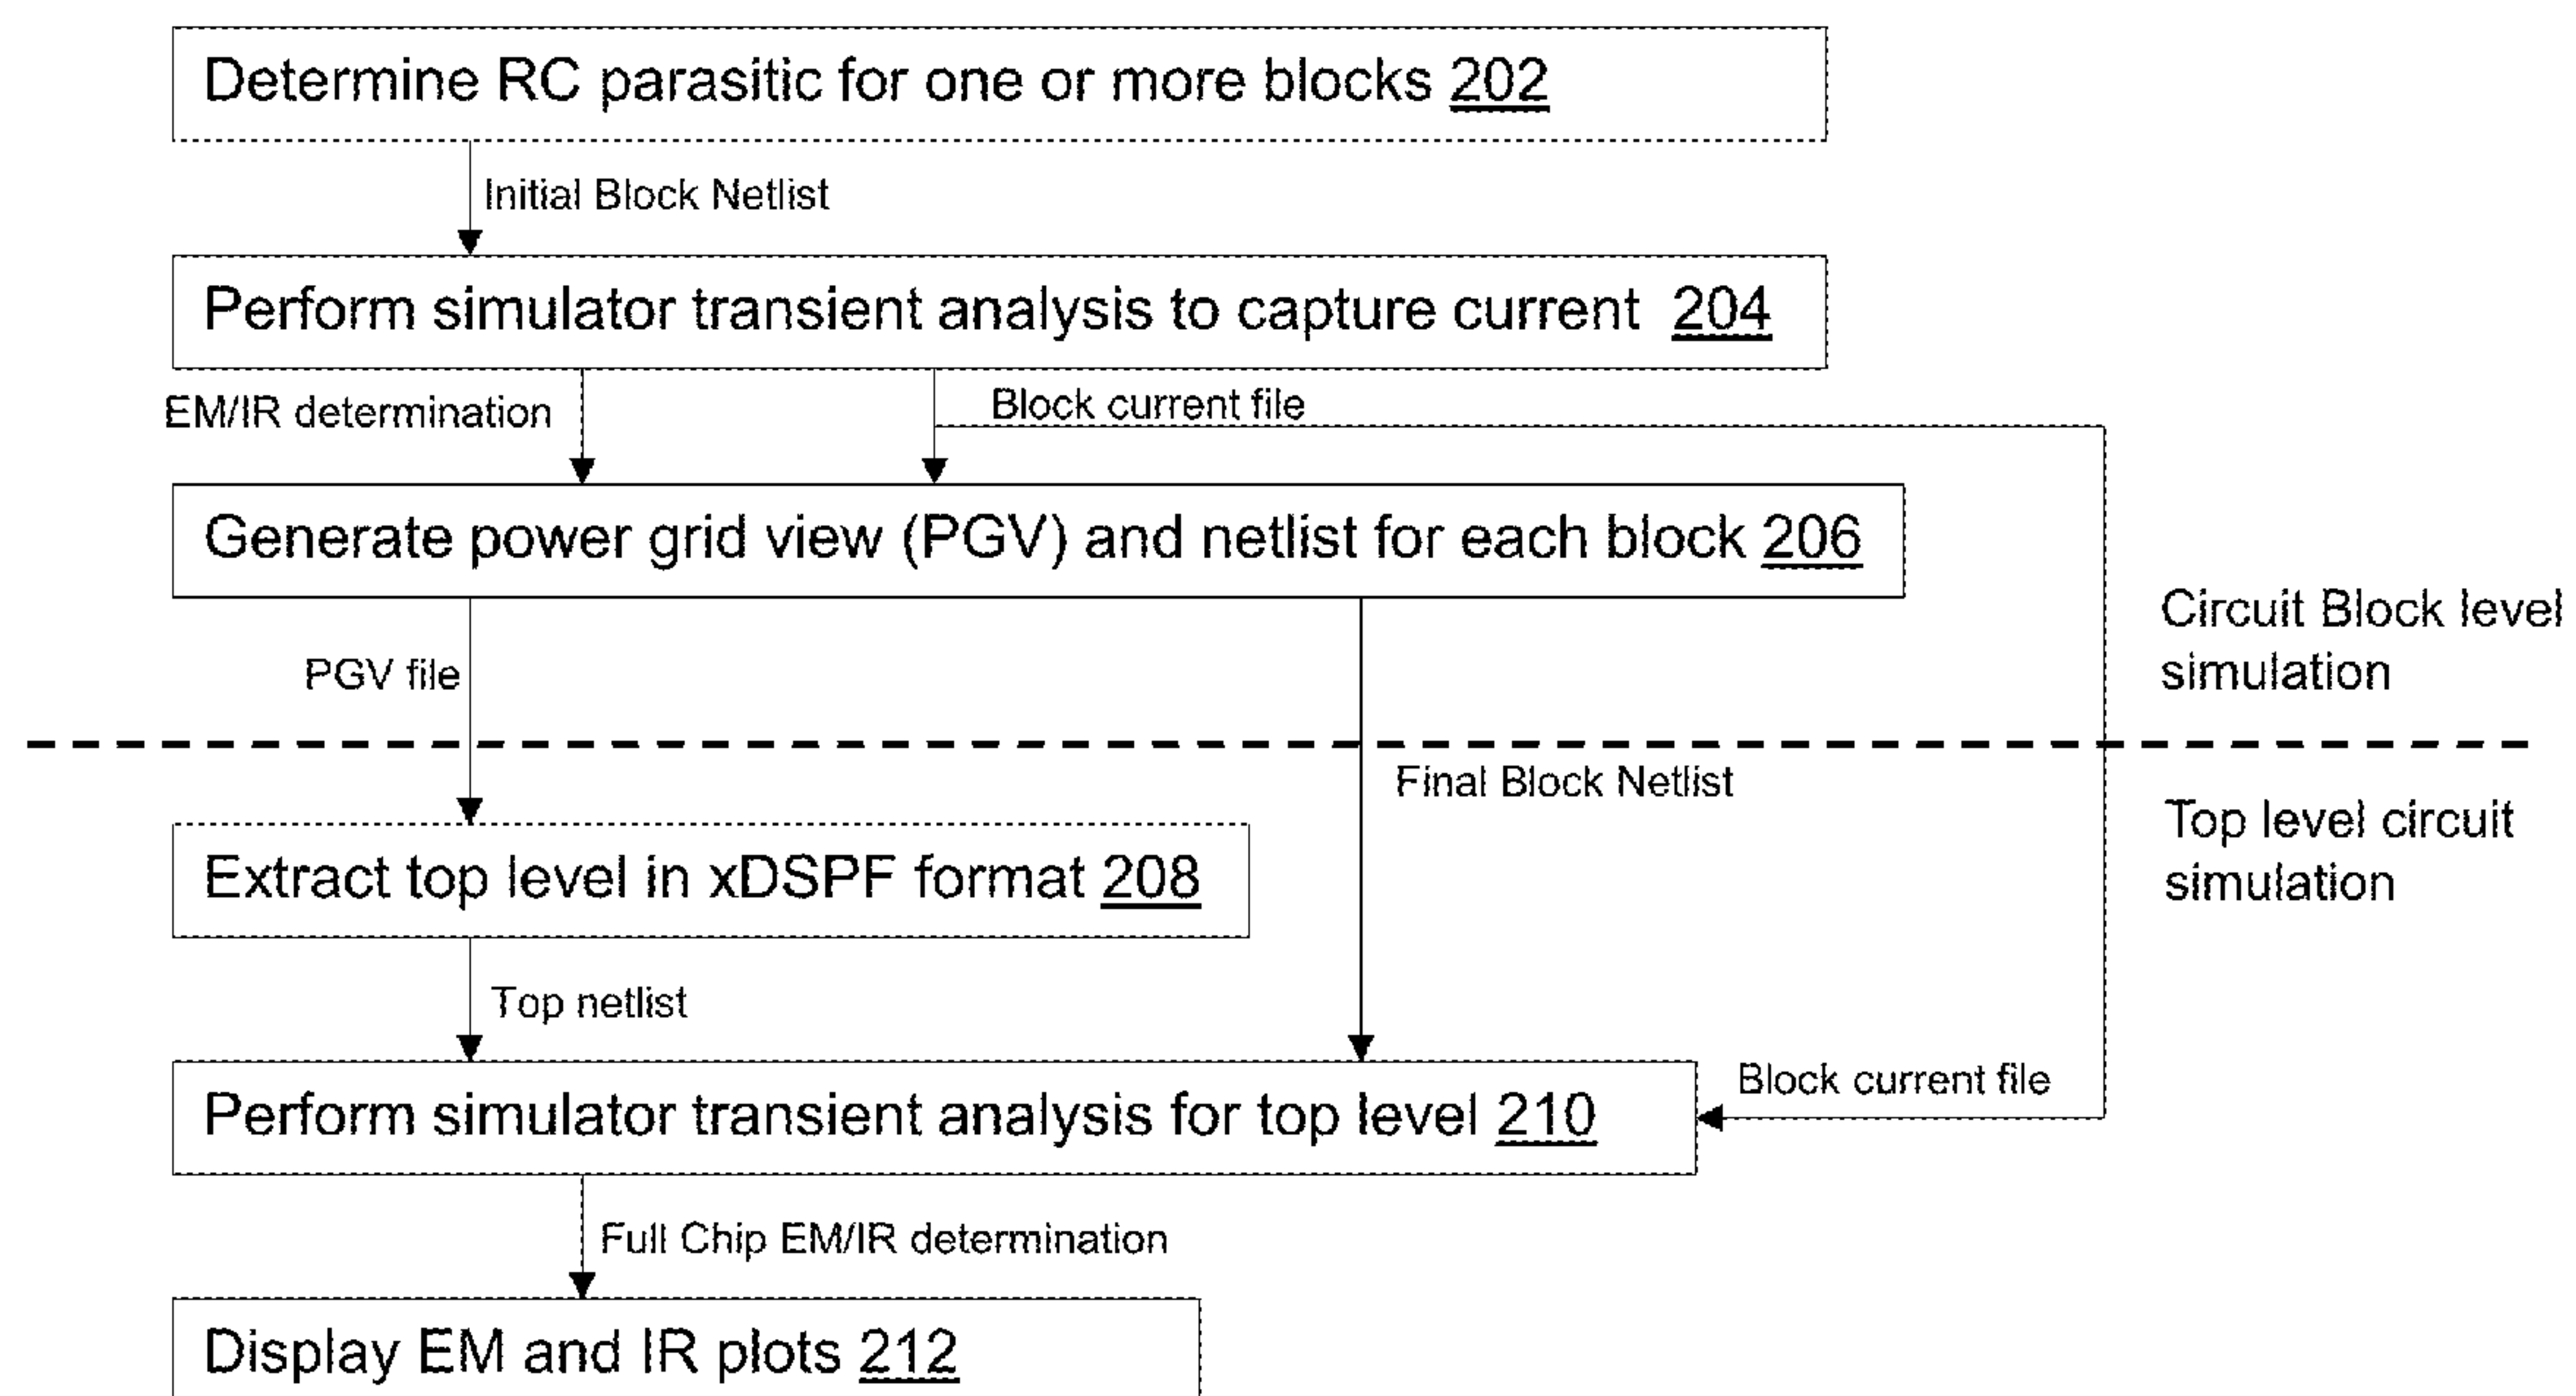 Determine RC parasitic for one or more blocks 202
Initial Block Netlist
Perform simulator transient analysis to capture current 204
EM/IR determination
Block current file
Generate power grid view (PGV) and netlist for each block 206
Circuit Block level
simulation
PGV file
Final Block Netlist
Top level circuit
simulation
Extract top level in xDSPF format 208
Top netlist
Block current file
Perform simulator transient analysis for top level 210
Full Chip EM/IR determination
Display EM and IR plots 212